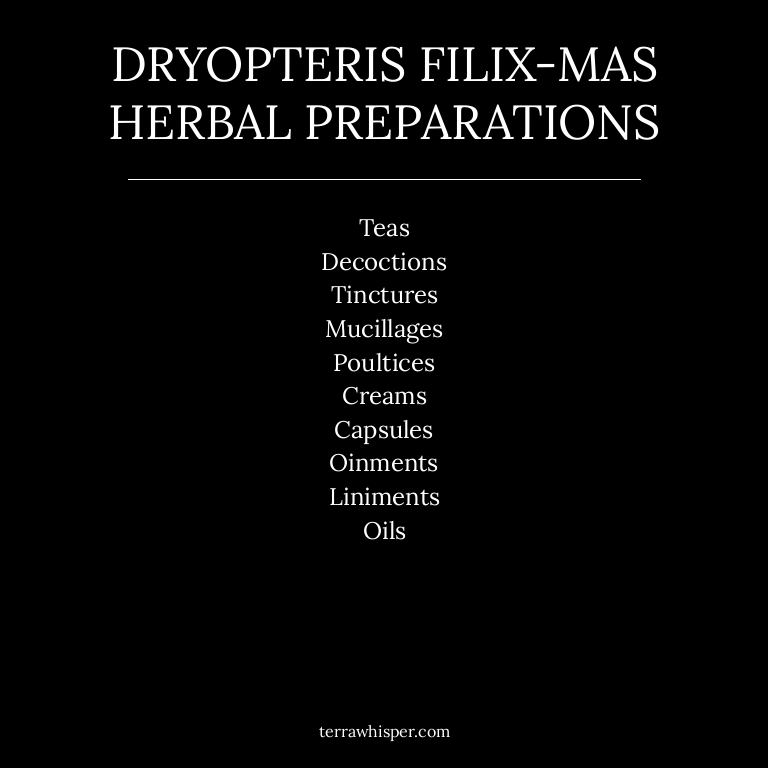 DRYOPTERIS FILIX-MAS
HERBAL PREPARATIONS
Teas
Decoctions
Tinctures
Mucillages
Poultices
Creams
Capsules
Oinments
Liniments
Oils
terrawhisper.com